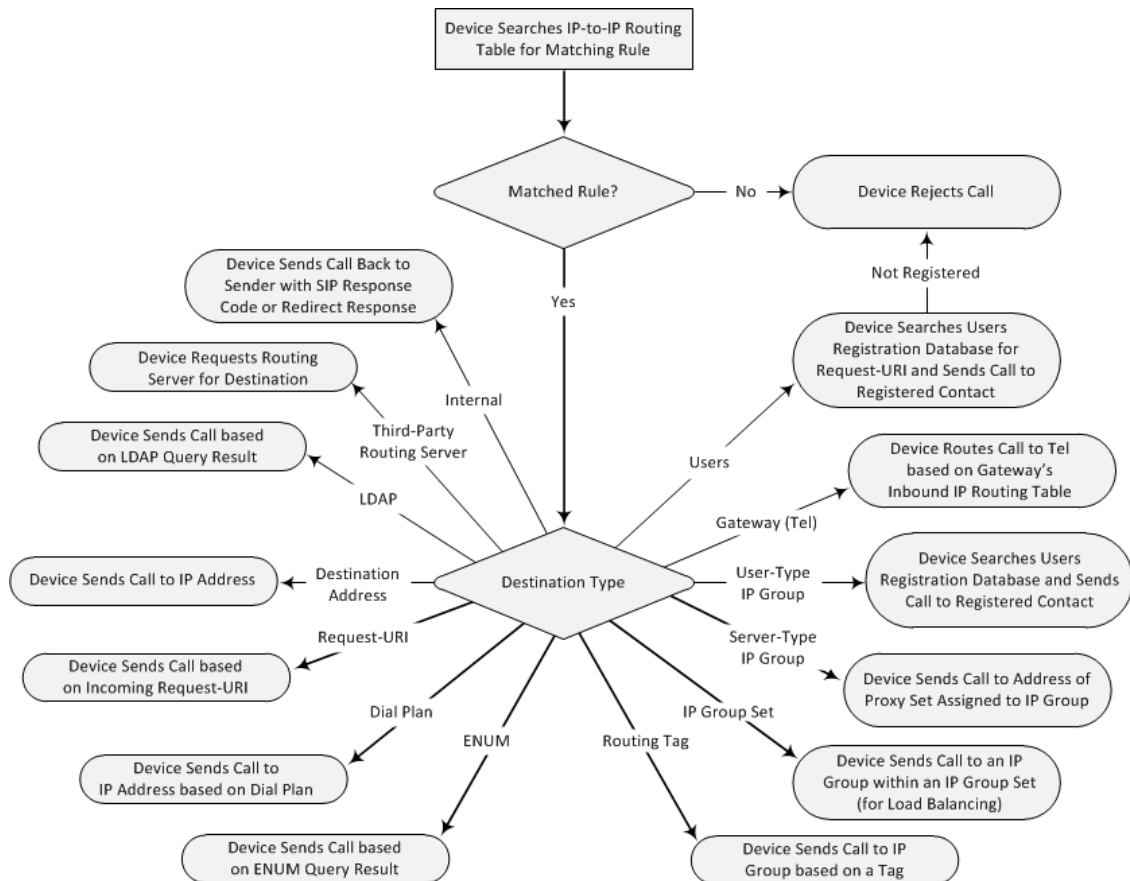 Device Searches IP-to-IP Routing
Table for Matching Rule
Matched Rule?
No
Device Rejects Call
Yes
Not Registered
Device Sends Call Back to
Sender with SIP Response
Code or Redirect Response
Internal
Device Requests Routing
Server for Destination
Third-Party
Routing Server
Device Sends Call based
on LDAP Query Result
LDAP
Device Searches Users
Registration Database for
Request-URI and Sends Call to
Registered Contact
Users
Device Routes Call to Tel
based on Gateway's
Inbound IP Routing Table
Gateway (Tel)
Destination Type
Device Sends Call to IP Address
Destination
Address
User-Type
IP Group
Device Searches Users
Registration Database and Sends
Call to Registered Contact
Request-URI
Device Sends Call based
on Incoming Request-URI
Server-Type
IP Group
Device Sends Call to Address of
Proxy Set Assigned to IP Group
Dial Plan
Device Sends Call to
IP Address based on Dial Plan
ENUM
Device Sends Call based
on ENUM Query Result
Routing Tag
Device Sends Call to IP
Group based on a Tag
IP Group Set
Device Sends Call to an IP
Group within an IP Group Set
(for Load Balancing)